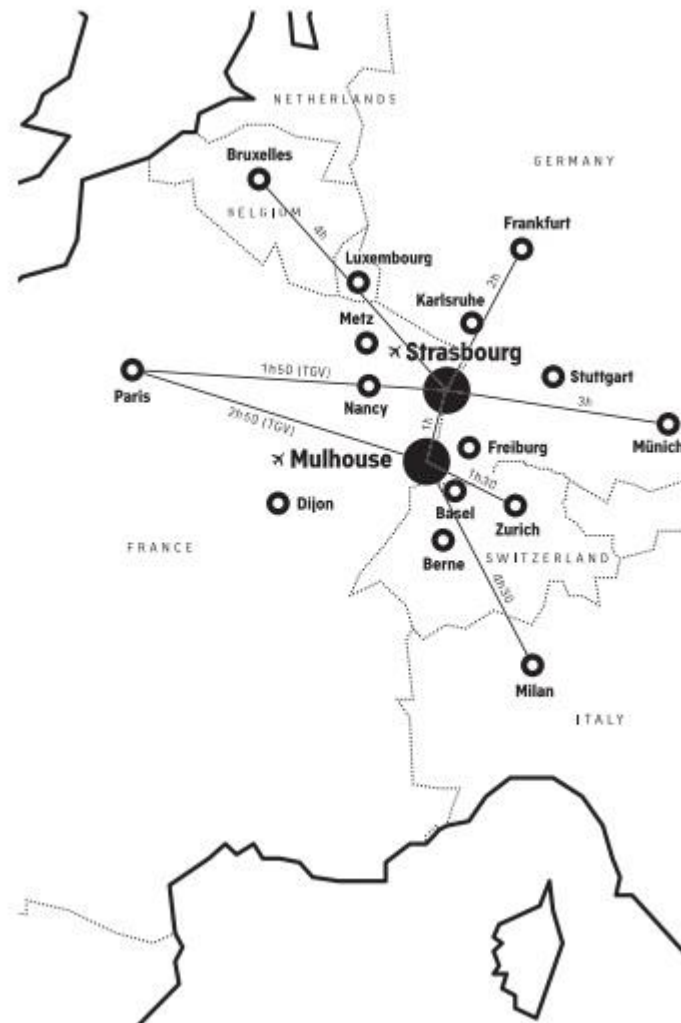 NETHERLANDS
Bruxelles
GERMANY
BELGIUM
Frankfurt
4h
Luxembourg
2h
Karlsruhe
Metz
Strasbourg
1h50 (TGV)
Stuttgart
Paris
Nancy
3h
2h50 (TGV)
1h
Münich
Freiburg
Mulhouse
1h30
Basel
Dijon
Zurich
Berne
FRANCE
SWITZERLAND
4h30
Milan
ITALY